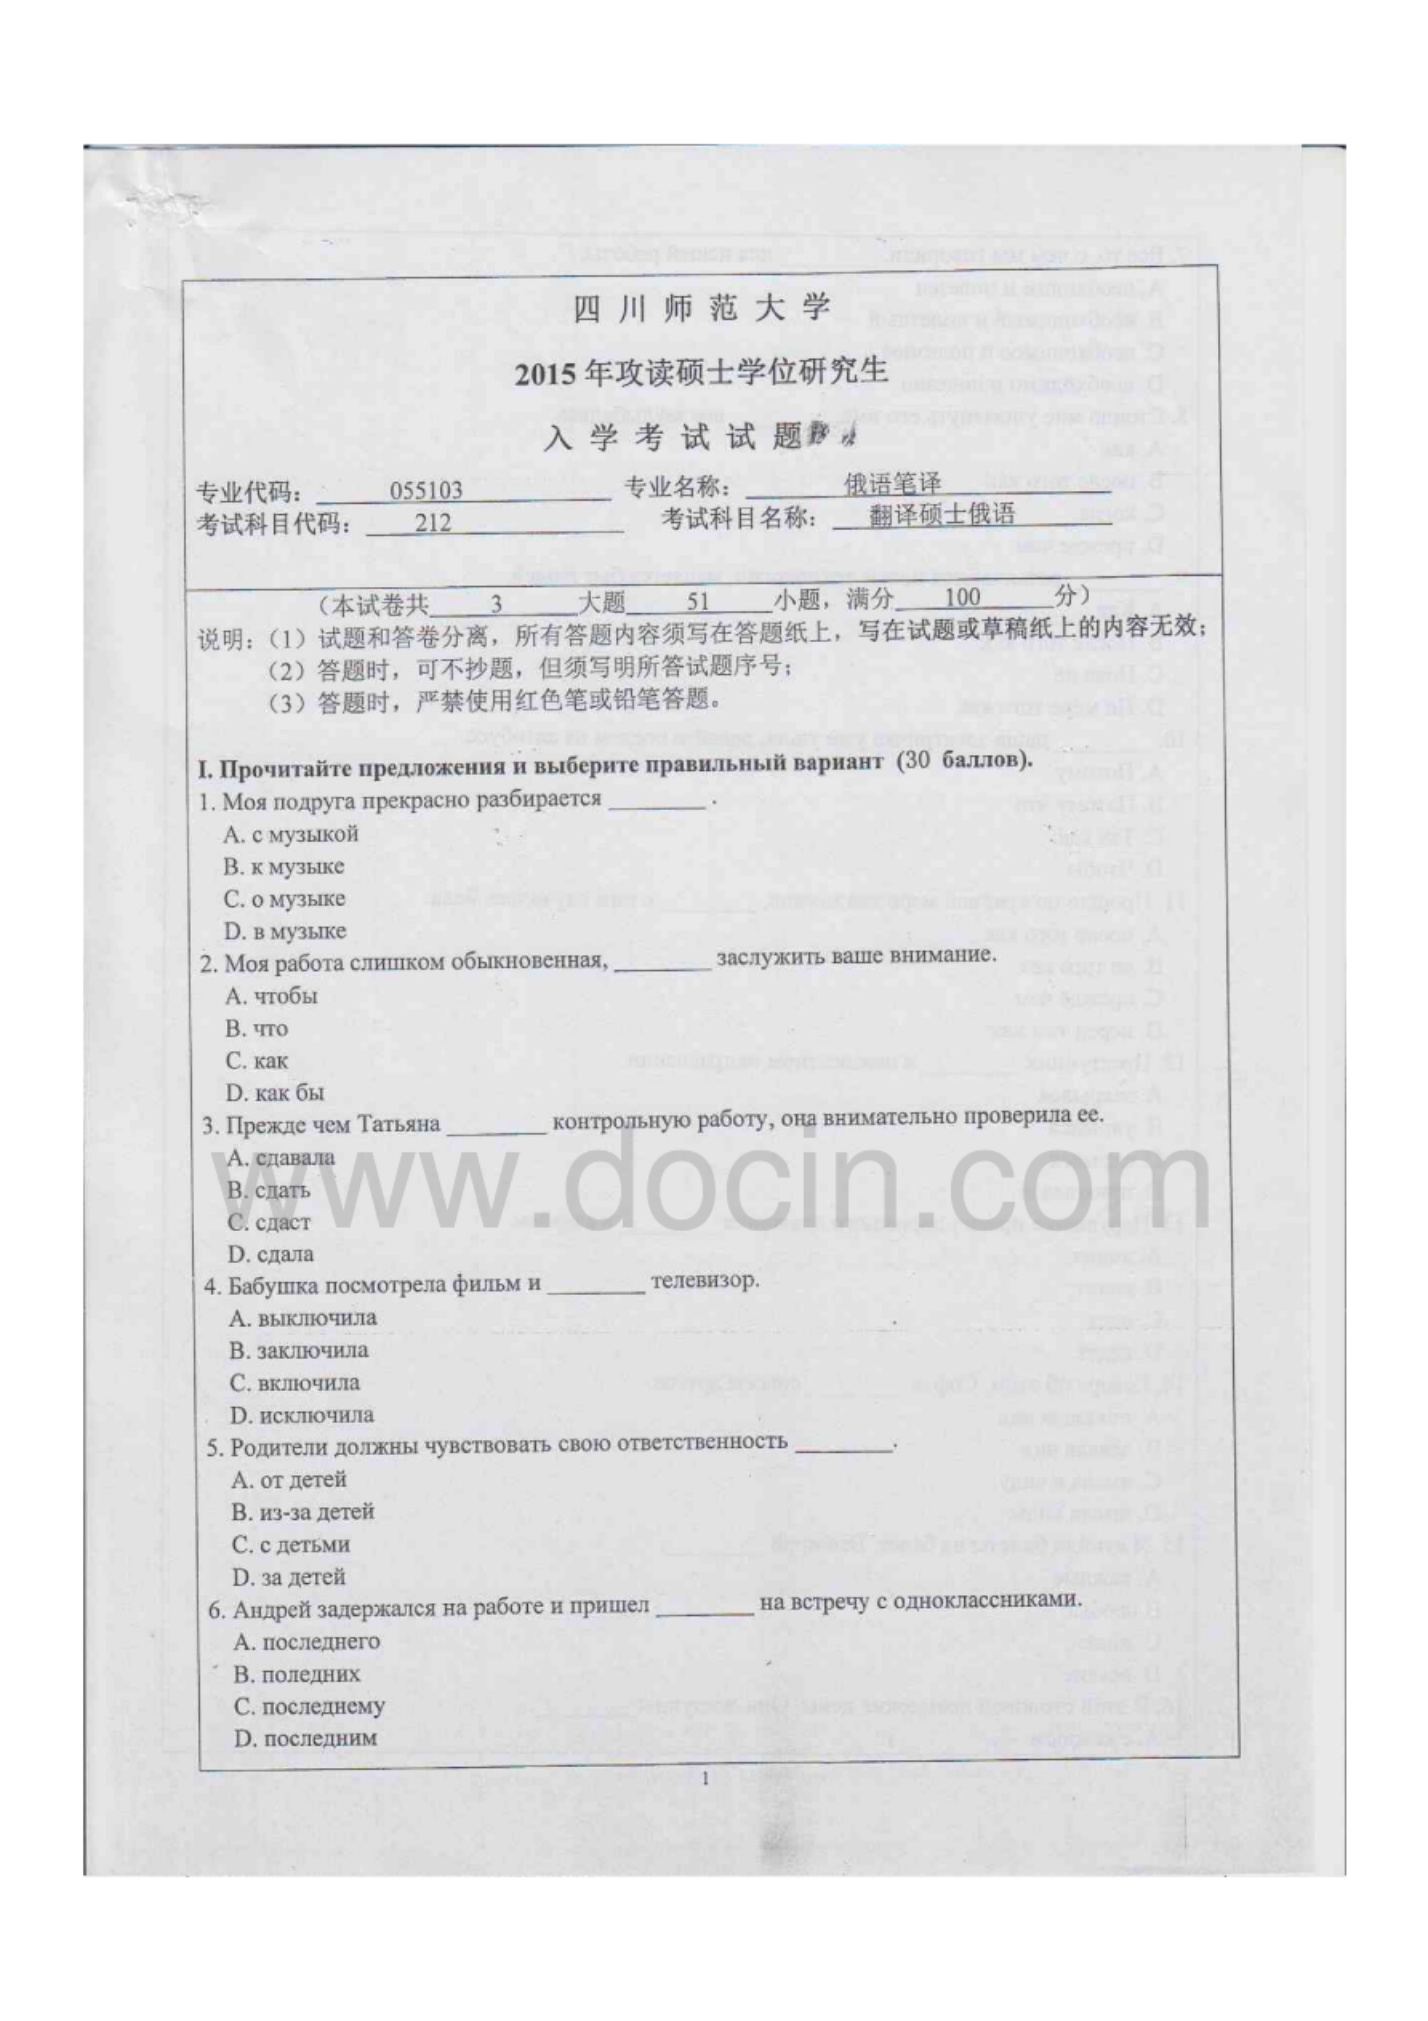 四川师范大学
2015年攻读硕士学位研究生
入学考试试题
专业代码： 055103 专业名称： 俄语笔译
考试科目代码： 212 考试科目名称： 翻译硕士俄语
（本试卷共 3 大题 51 小题，满分 100 分）
说明：（1）试题和答卷分离，所有答题内容须写在答题纸上，写在试题或草稿纸上的内容无效；
（2）答题时，可不抄题，但须写明所答试题序号；
（3）答题时，严禁使用红色笔或铅笔答题。
I. Прочитайте предложения и выберите правильный вариант (30 баллов).
1. Моя подруга прекрасно разбирается ________ .
A. с музыкой
B. к музыке
C. о музыке
D. в музыке
2. Моя работа слишком обыкновенная, ________ заслужить ваше внимание.
A. чтобы
B. что
C. как
D. как бы
3. Прежде чем Татьяна ________ контрольную работу, она внимательно проверила ее.
A. сдавала
B. сдать
C. сдаст
D. сдала
4. Бабушка посмотрела фильм и ________ телевизор.
A. выключила
B. заключила
C. включила
D. исключила
5. Родители должны чувствовать свою ответственность ________.
A. от детей
B. из-за детей
C. с детьми
D. за детей
6. Андрей задержался на работе и пришел ________ на встречу с одноклассниками.
A. последнего
B. поледних
C. последнему
D. последним
1
www.docin.com